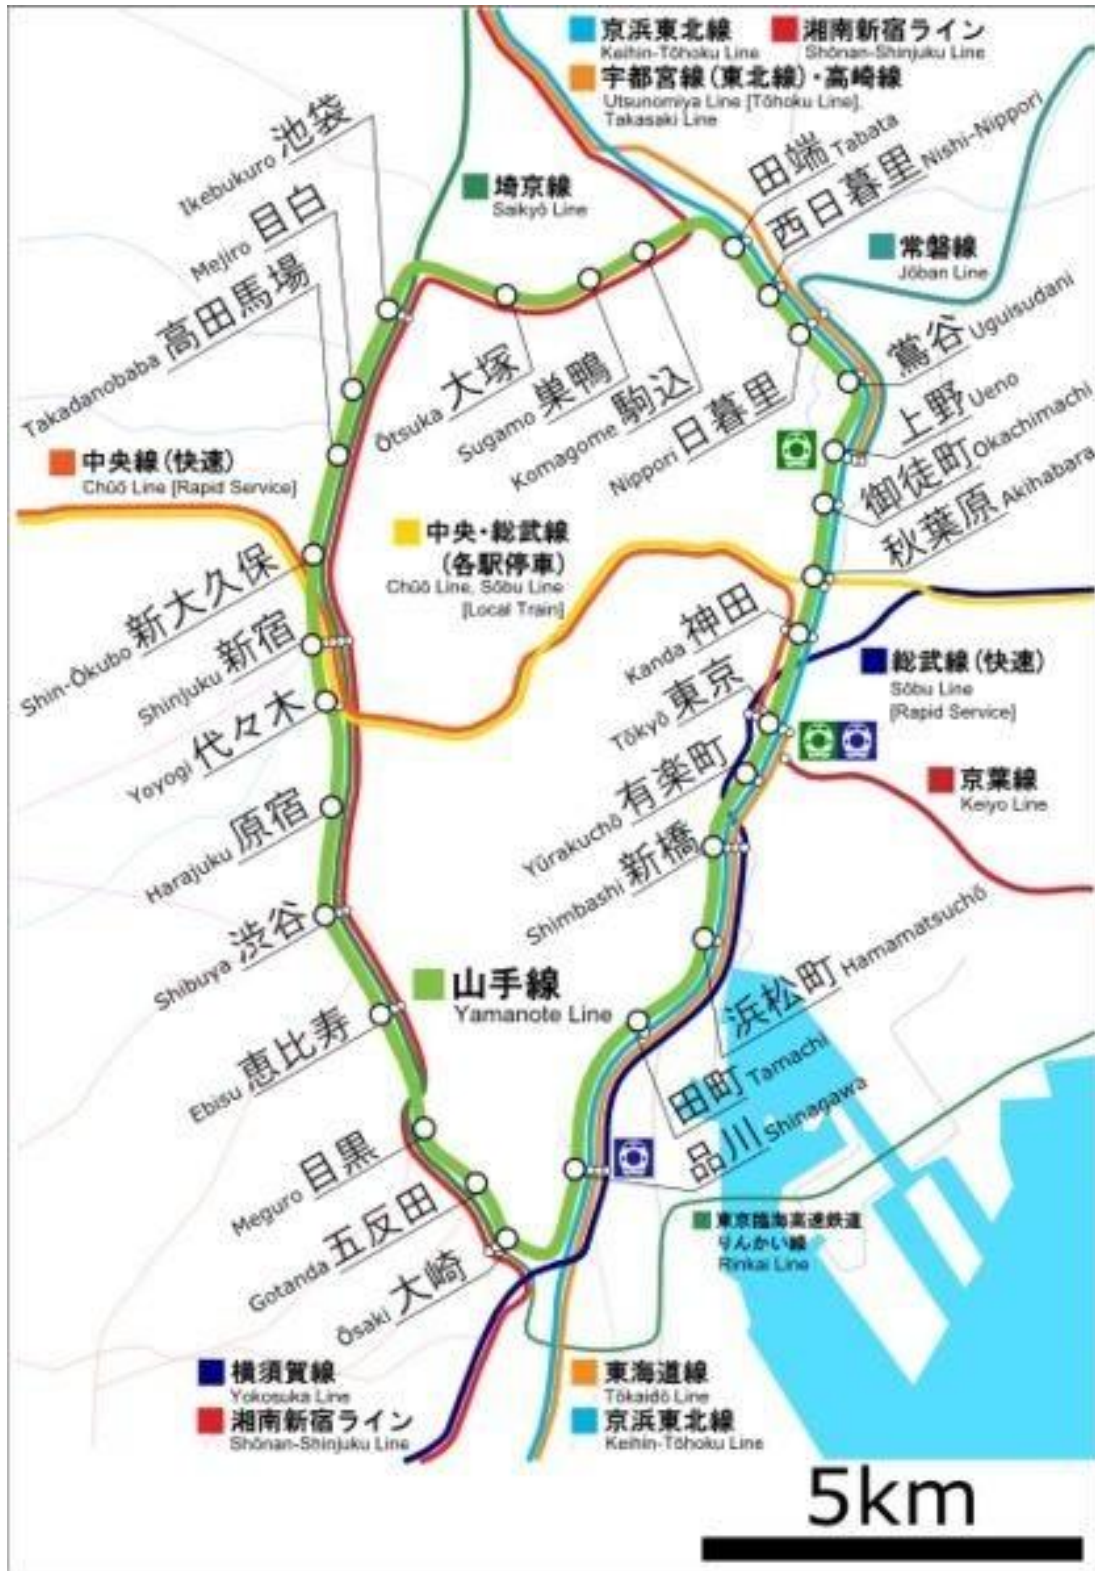 京浜東北線
Keihin-Tōhoku Line
湘南新宿ライン
Shōnan-Shinjuku Line
宇都宮線(東北線)・高崎線
Utsunomiya Line [Tōhoku Line],
Takasaki Line
池袋
Ikebukuro
目白
Mejiro
高田馬場
Takadanobaba
埼京線
Saikyō Line
田端
Tabata
西日暮里
Nishi-Nippori
常磐線
Jōban Line
大塚
Ōtsuka
巣鴨
Sugamo
駒込
Komagome
日暮里
Nippori
鶯谷
Uguisudani
上野
Ueno
御徒町
Okachimachi
秋葉原
Akihabara
中央線(快速)
Chūō Line [Rapid Service]
中央・総武線
(各駅停車)
Chūō Line, Sōbu Line
[Local Train]
新大久保
Shin-Ōkubo
新宿
Shinjuku
代々木
Yoyogi
原宿
Harajuku
渋谷
Shibuya
恵比寿
Ebisu
目黒
Meguro
五反田
Gotanda
大崎
Ōsaki
神田
Kanda
東京
Tōkyō
有楽町
Yūrakuchō
新橋
Shimbashi
総武線(快速)
Sōbu Line
[Rapid Service]
京葉線
Keiyo Line
浜松町
Hamamatsuchō
田町
Tamachi
品川
Shinagawa
山手線
Yamanote Line
東京臨海高速鉄道
りんかい線
Rinkai Line
横須賀線
Yokosuka Line
湘南新宿ライン
Shōnan-Shinjuku Line
東海道線
Tōkaidō Line
京浜東北線
Keihin-Tōhoku Line
5km